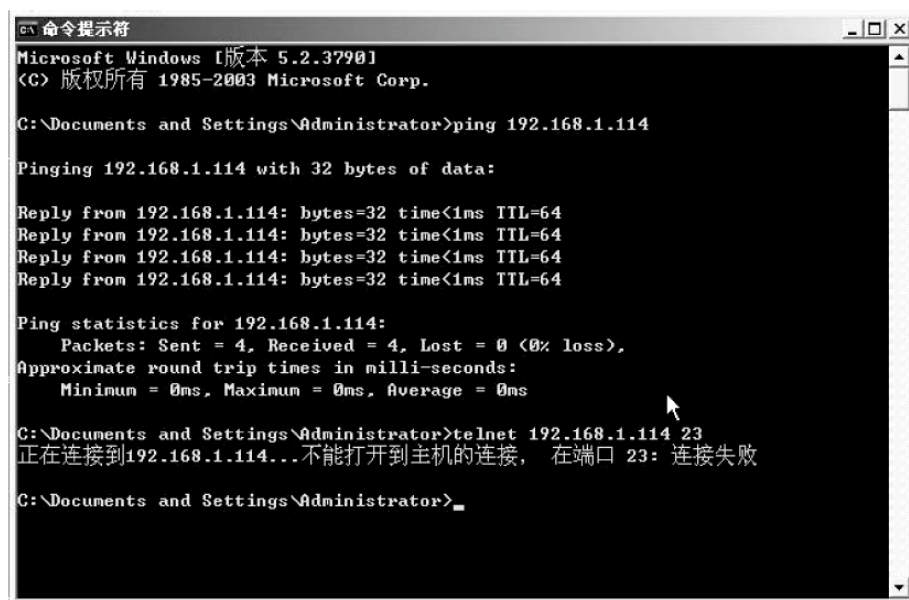 命令提示符
Microsoft Windows [版本 5.2.3790]
(C) 版权所有 1985-2003 Microsoft Corp.
C:\Documents and Settings\Administrator>ping 192.168.1.114
Pinging 192.168.1.114 with 32 bytes of data:
Reply from 192.168.1.114: bytes=32 time<1ms TTL=64
Reply from 192.168.1.114: bytes=32 time<1ms TTL=64
Reply from 192.168.1.114: bytes=32 time<1ms TTL=64
Reply from 192.168.1.114: bytes=32 time<1ms TTL=64
Ping statistics for 192.168.1.114:
Packets: Sent = 4, Received = 4, Lost = 0 (0% loss),
Approximate round trip times in milli-seconds:
Minimum = 0ms, Maximum = 0ms, Average = 0ms
C:\Documents and Settings\Administrator>telnet 192.168.1.114 23
正在连接到192.168.1.114...不能打开到主机的连接， 在端口 23: 连接失败
C:\Documents and Settings\Administrator>